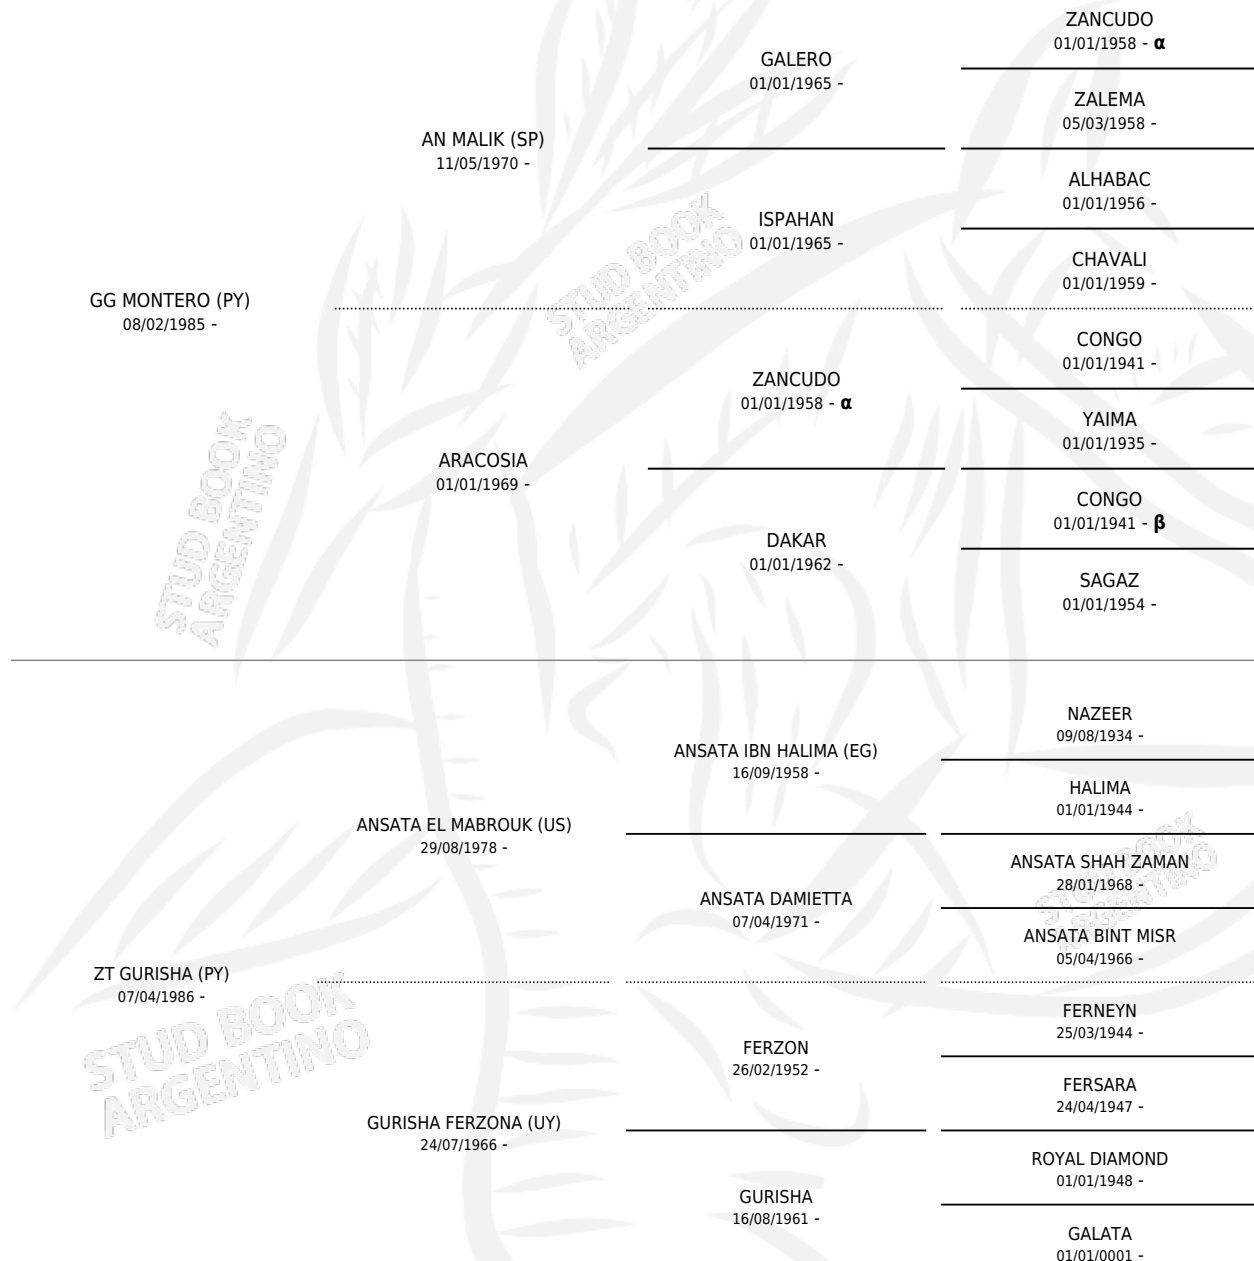 ZANCUDO
01/01/1958 - α
GALERO
01/01/1965 -
ZALEMA
05/03/1958 -
AN MALIK (SP)
11/05/1970 -
ALHABAC
01/01/1956 -
ISPAHAN
01/01/1965 -
CHAVALI
01/01/1959 -
GG MONTERO (PY)
08/02/1985 -
CONGO
01/01/1941 -
ZANCUDO
01/01/1958 - α
YAIMA
01/01/1935 -
ARACOSIA
01/01/1969 -
CONGO
01/01/1941 - β
DAKAR
01/01/1962 -
SAGAZ
01/01/1954 -
NAZEER
09/08/1934 -
ANSATA IBN HALIMA (EG)
16/09/1958 -
HALIMA
01/01/1944 -
ANSATA EL MABROUK (US)
29/08/1978 -
ANSATA SHAH ZAMAN
28/01/1968 -
ANSATA DAMIETTA
07/04/1971 -
ANSATA BINT MISR
05/04/1966 -
ZT GURISHA (PY)
07/04/1986 -
FERNEYN
25/03/1944 -
FERZON
26/02/1952 -
FERSARA
24/04/1947 -
GURISHA FERZONA (UY)
24/07/1966 -
ROYAL DIAMOND
01/01/1948 -
GURISHA
16/08/1961 -
GALATA
01/01/0001 -
STUD BOOK
ARGENTINO
STUD BOOK
ARGENTINO
STUD BOOK
ARGENTINO
STUD BOOK
ARGENTINO